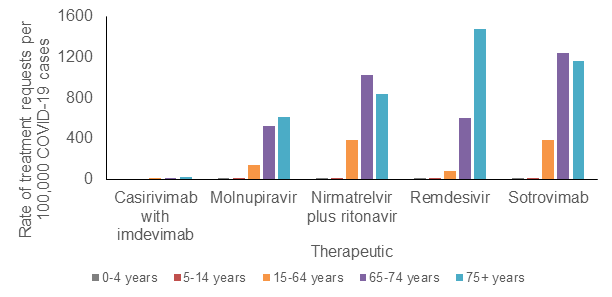 Rate of treatment requests per
100,000 COVID-19 cases
1600
1200
800
400
0
Casirivimab
with
imdevimab
Molnupiravir
Nirmatrelvir
plus ritonavir
Remdesivir
Sotrovimab
Therapeutic
0-4 years
5-14 years
15-64 years
65-74 years
75+ years